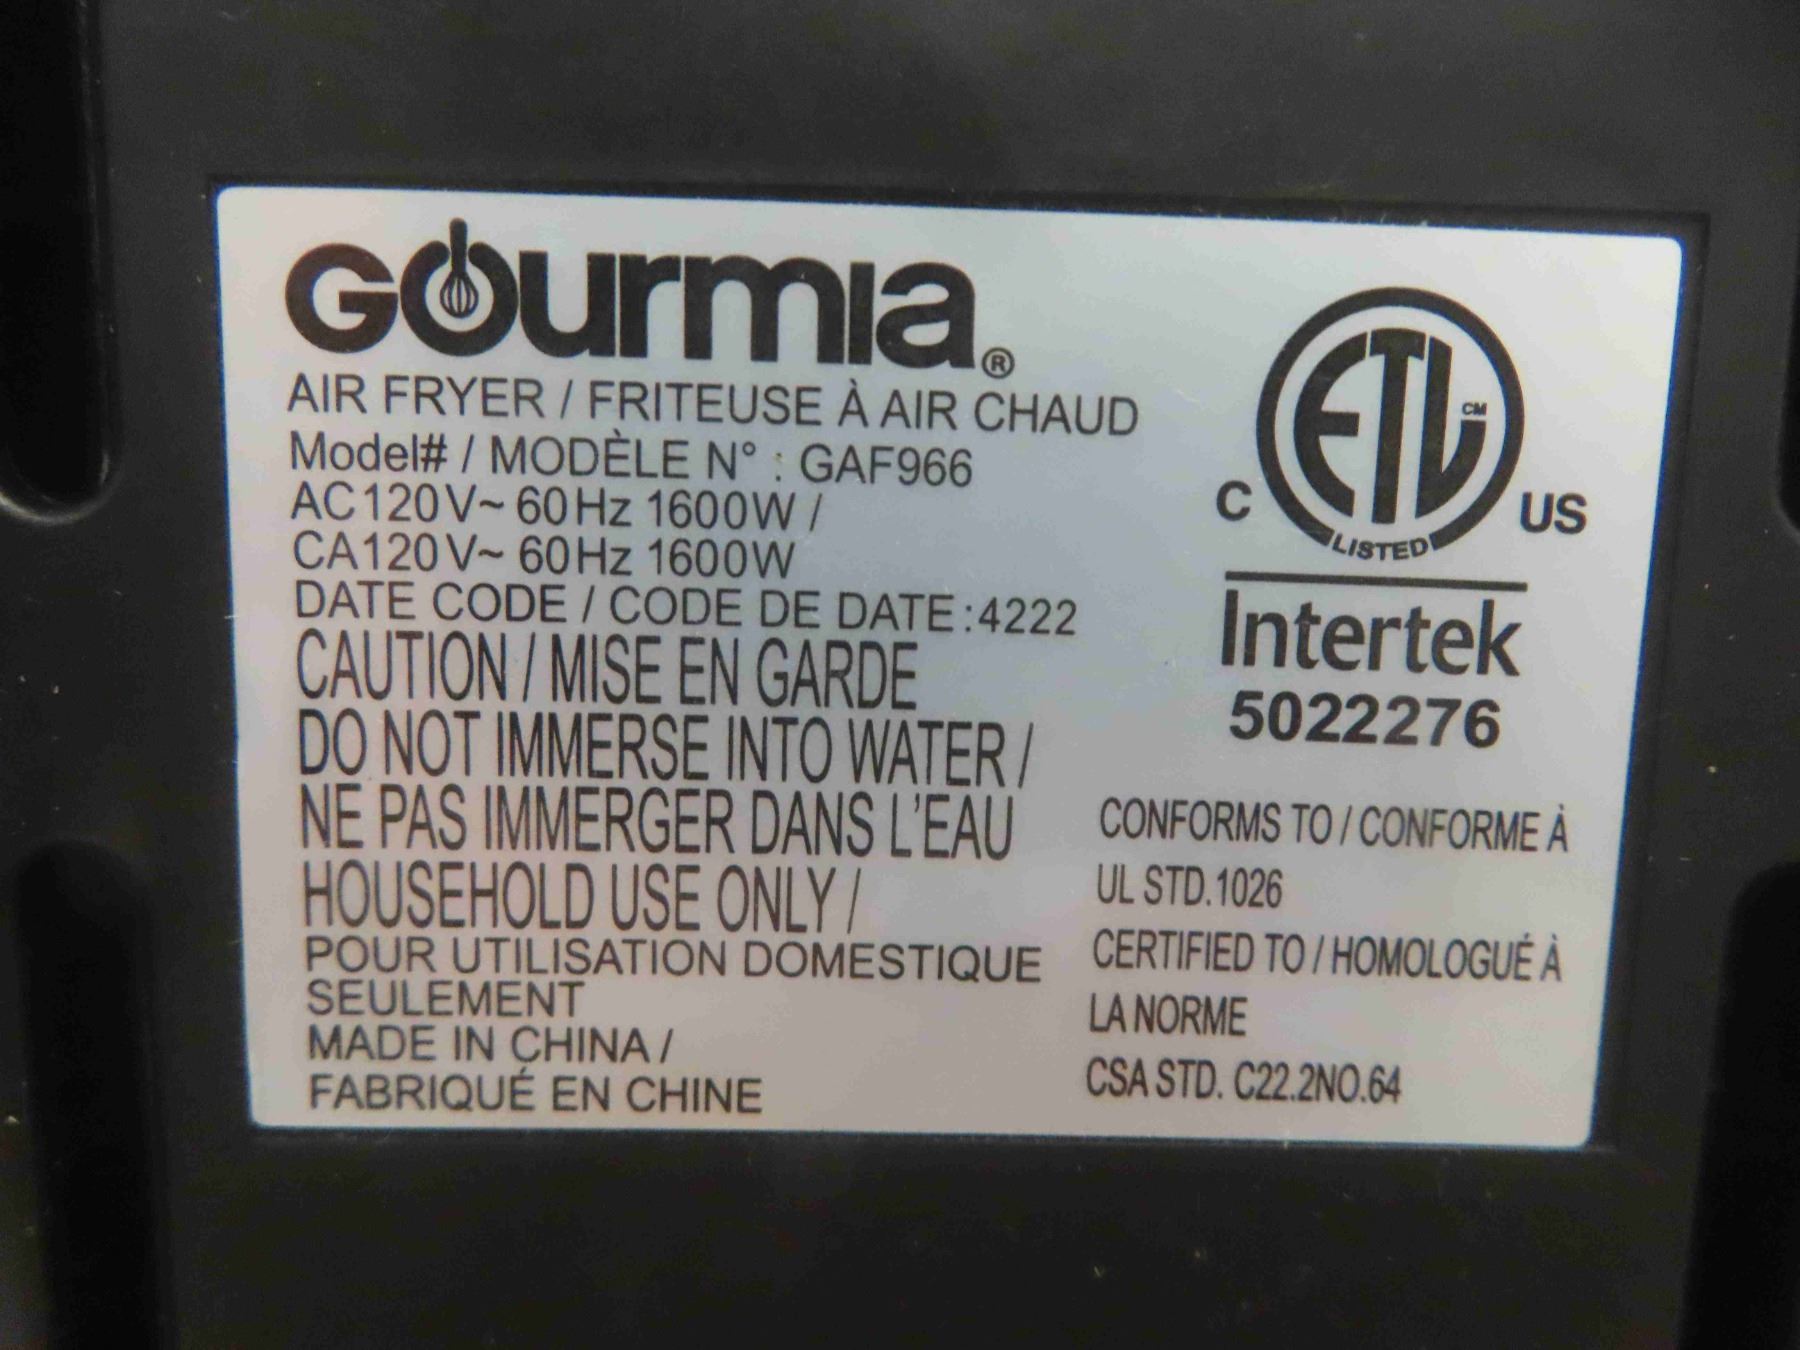 Gourmia®
AIR FRYER / FRITEUSE À AIR CHAUD
Model# / MODÈLE N° : GAF966
AC120V~ 60Hz 1600W /
CA120V~ 60Hz 1600W
DATE CODE / CODE DE DATE:4222
CAUTION / MISE EN GARDE
DO NOT IMMERSE INTO WATER /
NE PAS IMMERGER DANS L'EAU
HOUSEHOLD USE ONLY /
POUR UTILISATION DOMESTIQUE
SEULEMENT
MADE IN CHINA /
FABRIQUÉ EN CHINE
ETL CM
C US
LISTED
Intertek
5022276
CONFORMS TO / CONFORME À
UL STD.1026
CERTIFIED TO / HOMOLOGUÉ À
LA NORME
CSA STD. C22.2NO.64